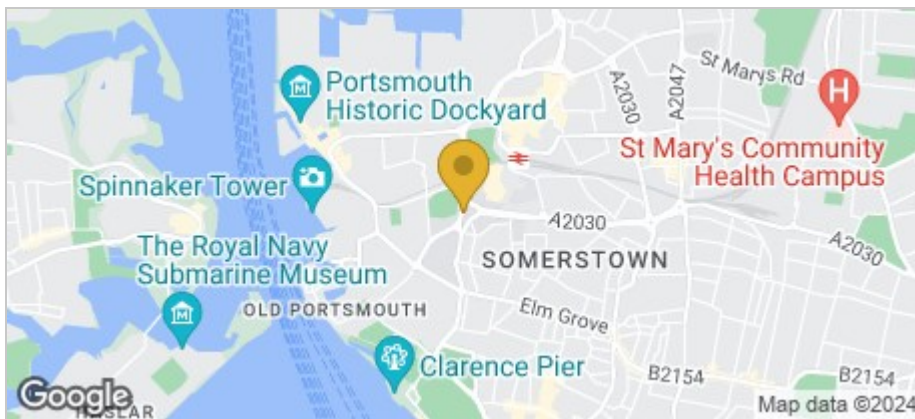 Portsmouth
Historic Dockyard
A2030
A2047
St Marys Rd
H
St Mary's Community
Health Campus
Spinnaker Tower
The Royal Navy
Submarine Museum
A2030
A2030
SOMERSTOWN
OLD PORTSMOUTH
Elm Grove
Clarence Pier
B2154
B2154
HASLAR
Google
Map data ©2024